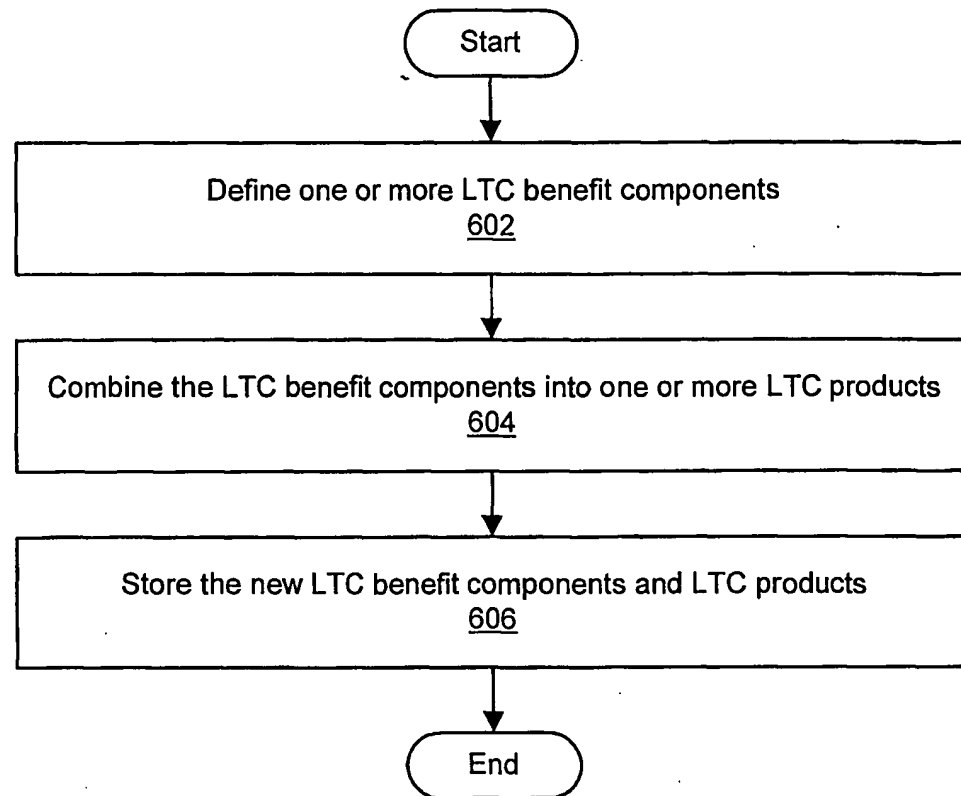 Start
Define one or more LTC benefit components
602
Combine the LTC benefit components into one or more LTC products
604
Store the new LTC benefit components and LTC products
606
End